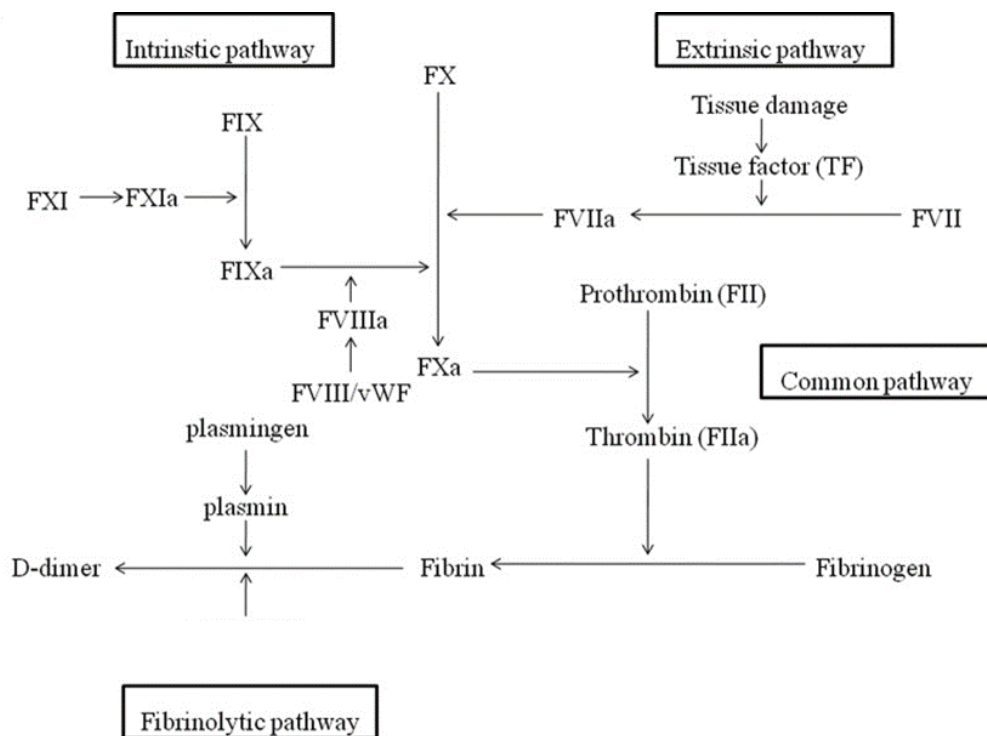 Intrinstic pathway
Extrinsic pathway
FX
Tissue damage
FIX
Tissue factor (TF)
FXI
FXIa
FVIIa
FVII
FIXa
Prothrombin (FII)
FVIIIa
FXa
Common pathway
FVIII/vWF
plasmingen
Thrombin (FIIa)
plasmin
D-dimer
Fibrin
Fibrinogen
Fibrinolytic pathway